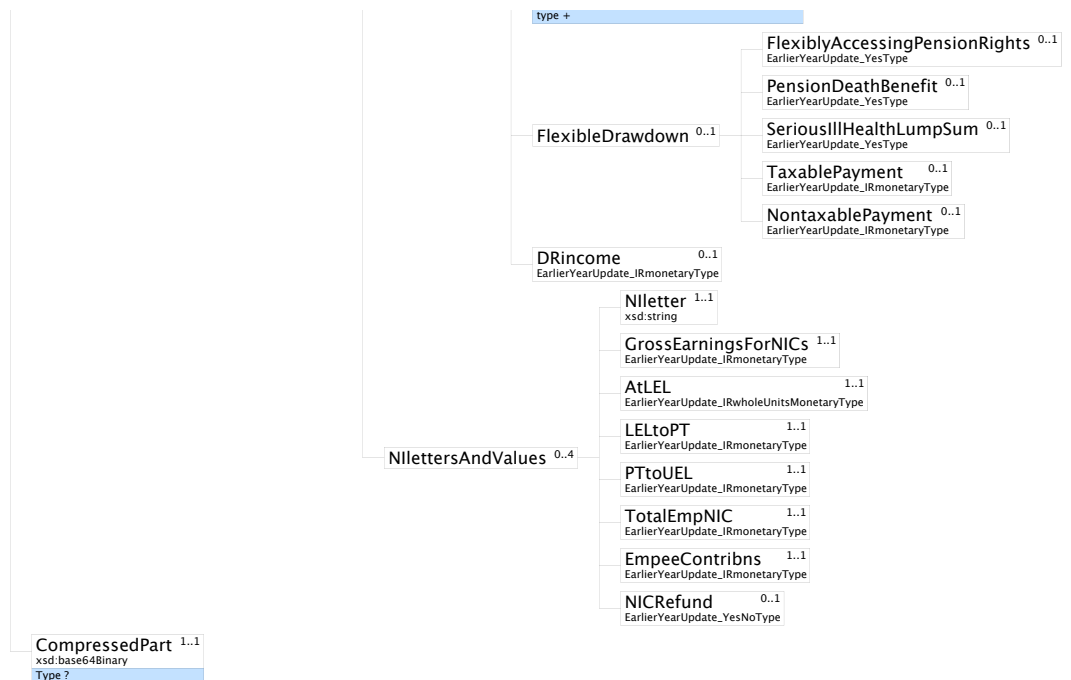 type +
FlexiblyAccessingPensionRights 0..1
EarlierYearUpdate_YesType
PensionDeathBenefit 0..1
EarlierYearUpdate_YesType
FlexibleDrawdown 0..1
SeriousIllHealthLumpSum 0..1
EarlierYearUpdate_YesType
TaxablePayment 0..1
EarlierYearUpdate_IRmonetaryType
NontaxablePayment 0..1
EarlierYearUpdate_IRmonetaryType
DRincome 0..1
EarlierYearUpdate_IRmonetaryType
NIlettersAndValues 0..4
NIletter 1..1
xsd:string
GrossEarningsForNICs 1..1
EarlierYearUpdate_IRmonetaryType
AtLEL 1..1
EarlierYearUpdate_IRwholeUnitsMonetaryType
LELtoPT 1..1
EarlierYearUpdate_IRmonetaryType
PTtoUEL 1..1
EarlierYearUpdate_IRmonetaryType
TotalEmpNIC 1..1
EarlierYearUpdate_IRmonetaryType
EmpeeContribns 1..1
EarlierYearUpdate_IRmonetaryType
NICRefund 0..1
EarlierYearUpdate_YesNoType
CompressedPart 1..1
xsd:base64Binary
Type ?